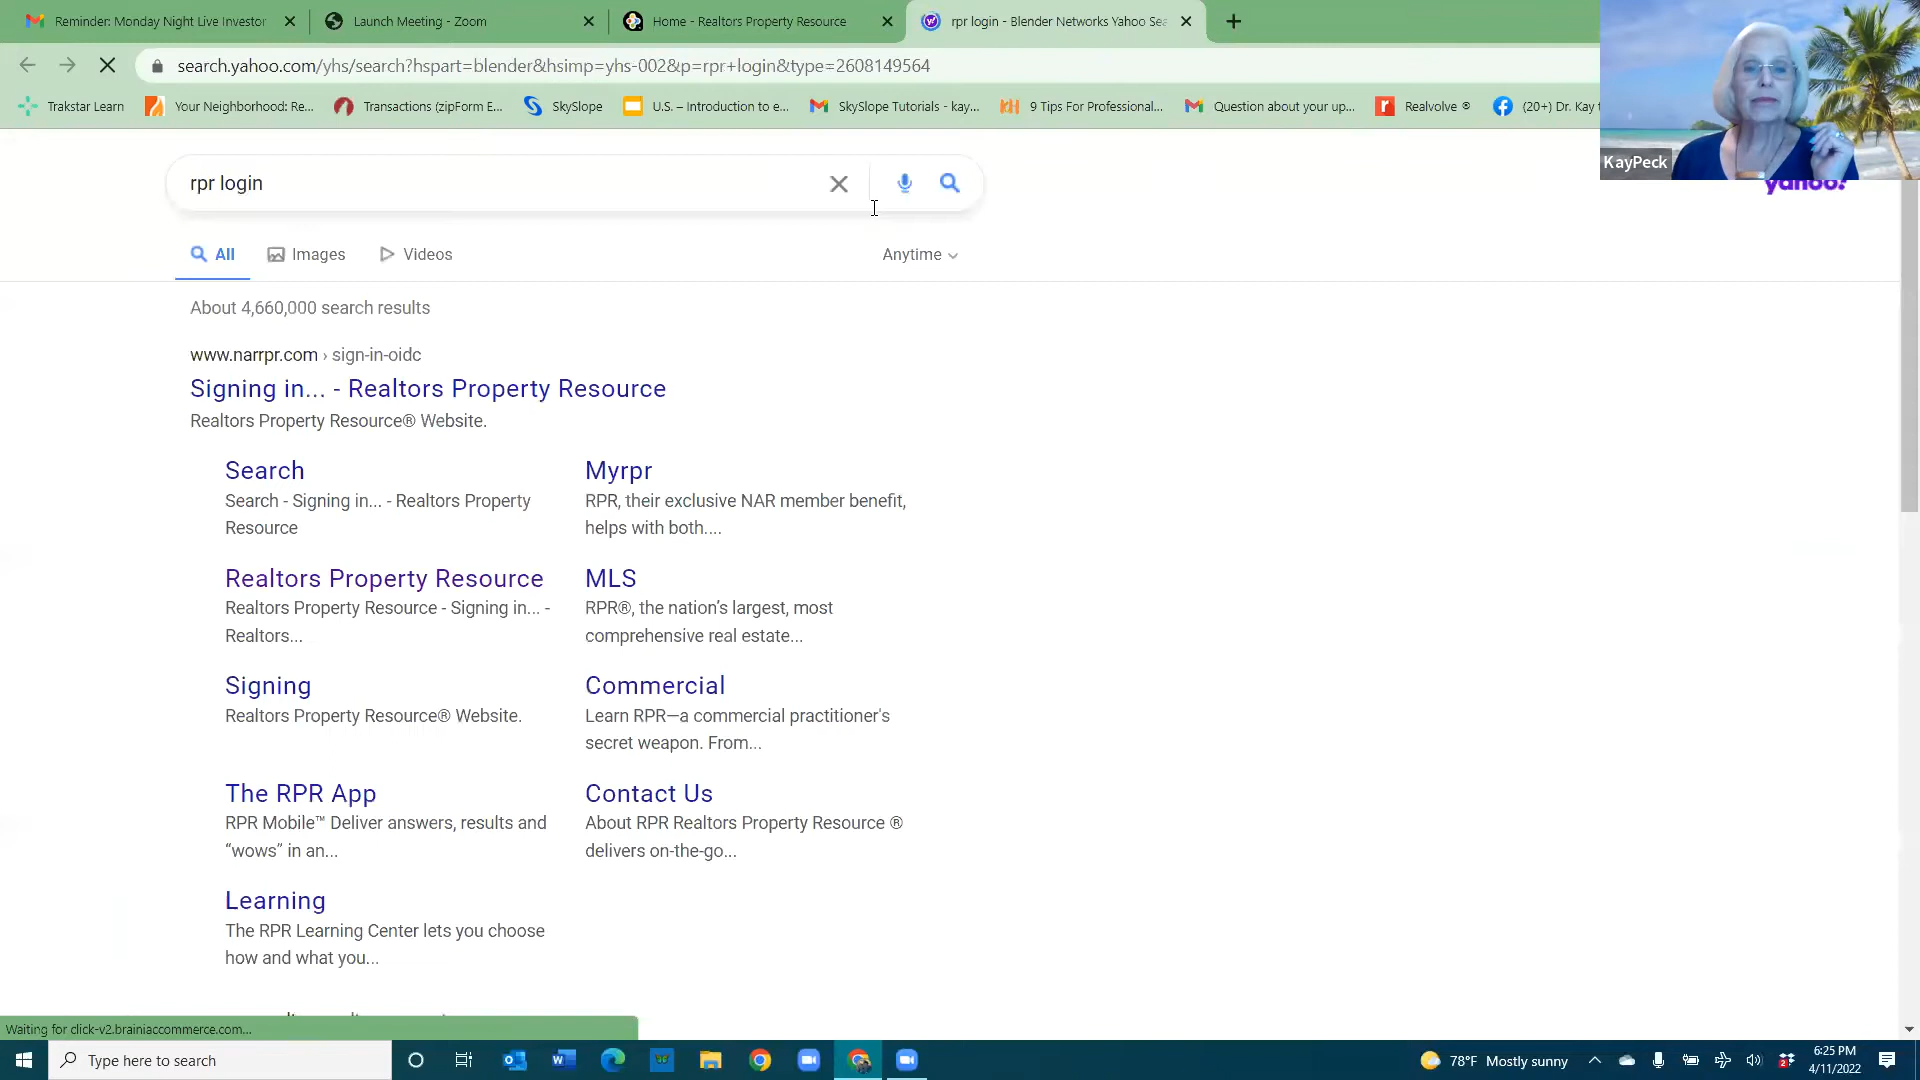 Reminder: Monday Night Live Investor
Launch Meeting - Zoom
Home - Realtors Property Resource
rpr login - Blender Networks Yahoo Sea
search.yahoo.com/yhs/search?hspart=blender&hsimp=yhs-002&p=rpr+login&type=2608149564
Trakstar Learn
Your Neighborhood: Re...
Transactions (zipForm E...
SkySlope
U.S. – Introduction to e...
SkySlope Tutorials - kay...
9 Tips For Professional...
Question about your up...
Realvolve ®
(20+) Dr. Kay
KayPeck
yahoo!
rpr login
All
Images
Videos
Anytime
About 4,660,000 search results
www.narrpr.com › sign-in-oidc
Signing in... - Realtors Property Resource
Realtors Property Resource® Website.
Search
Search - Signing in... - Realtors Property
Resource
Myrpr
RPR, their exclusive NAR member benefit,
helps with both....
Realtors Property Resource
Realtors Property Resource - Signing in... -
Realtors...
MLS
RPR®, the nation's largest, most
comprehensive real estate...
Signing
Realtors Property Resource® Website.
Commercial
Learn RPR—a commercial practitioner's
secret weapon. From...
The RPR App
RPR Mobile™ Deliver answers, results and
“wows” in an...
Contact Us
About RPR Realtors Property Resource ®
delivers on-the-go...
Learning
The RPR Learning Center lets you choose
how and what you...
Waiting for click-v2.brainiaccommerce.com...
Type here to search
78°F Mostly sunny
6:25 PM
4/11/2022